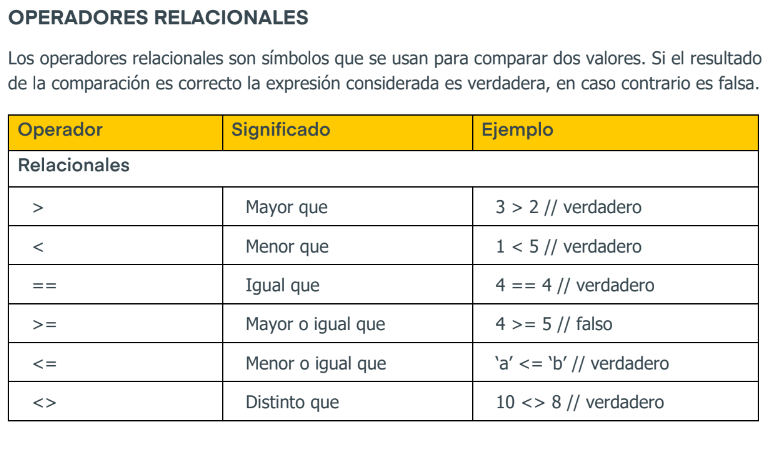 OPERADORES RELACIONALES
Los operadores relacionales son símbolos que se usan para comparar dos valores. Si el resultado
de la comparación es correcto la expresión considerada es verdadera, en caso contrario es falsa.
Operador Significado Ejemplo
Relacionales
> Mayor que 3 > 2 // verdadero
< Menor que 1 < 5 // verdadero
== Igual que 4 == 4 // verdadero
>= Mayor o igual que 4 >= 5 // falso
<= Menor o igual que ‘a’ <= ‘b’ // verdadero
<> Distinto que 10 <> 8 // verdadero